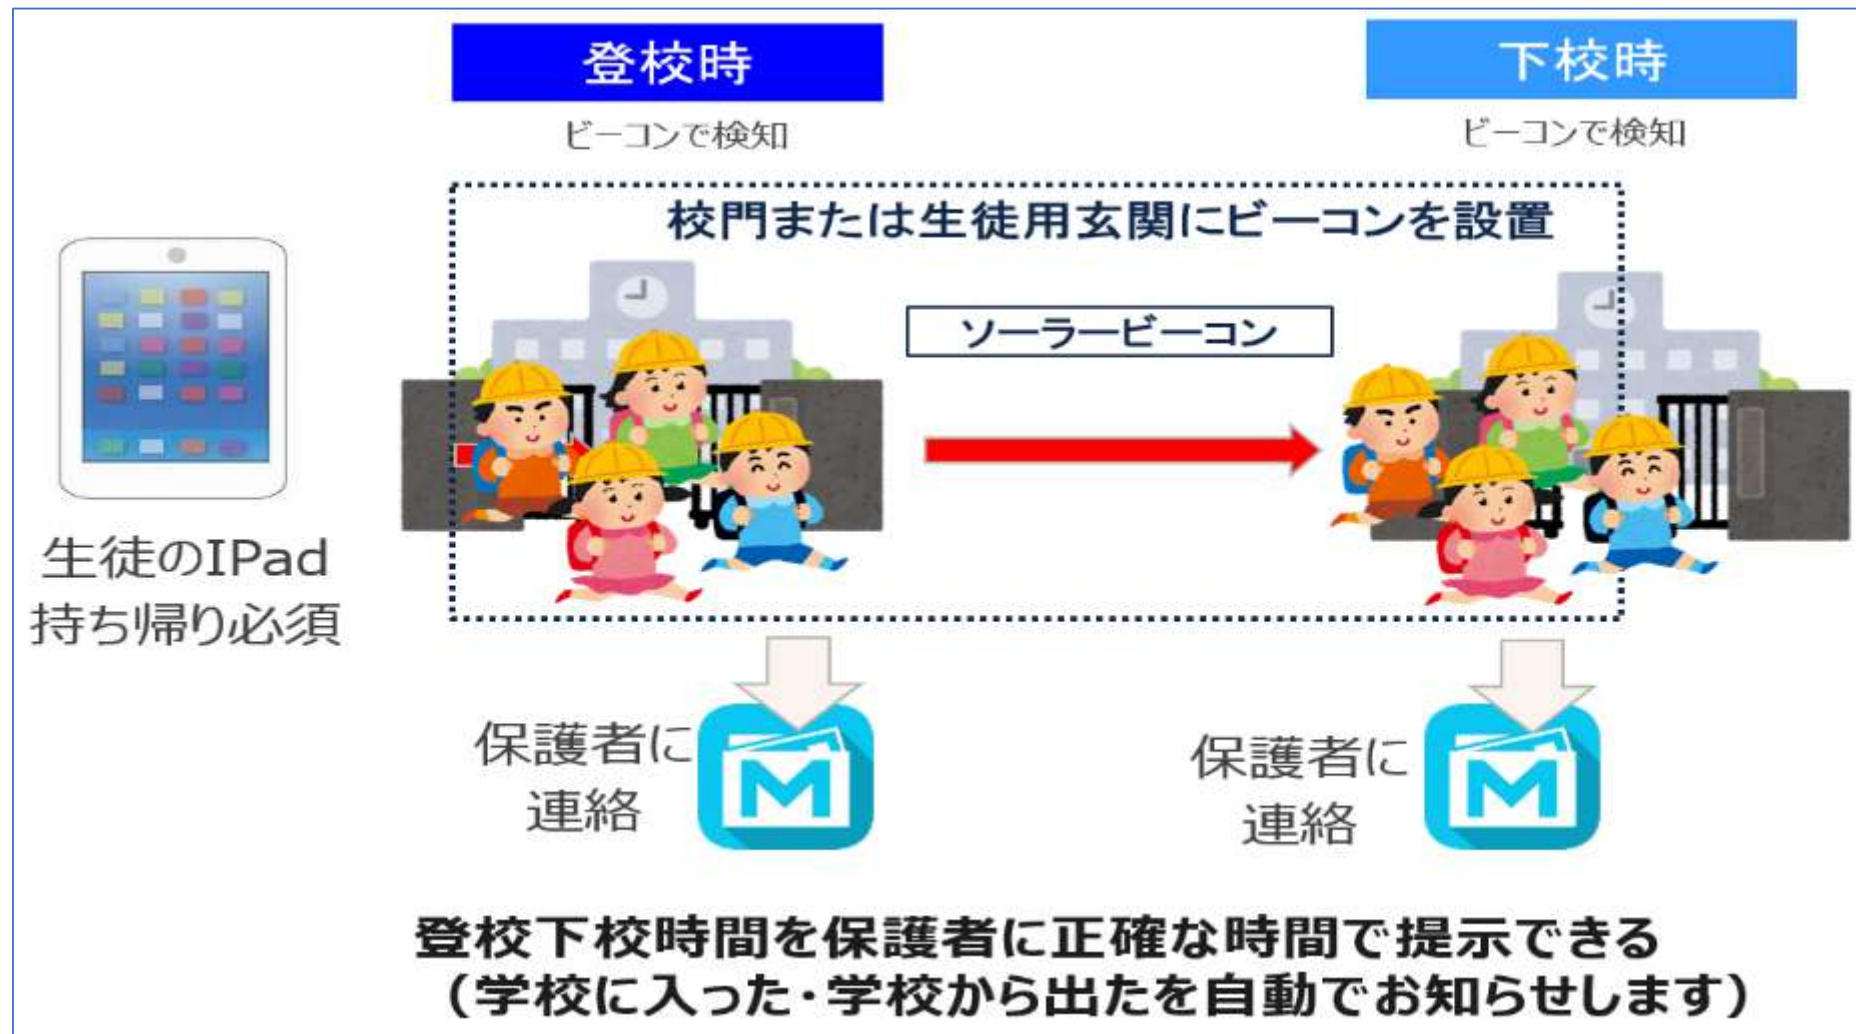 登校時
下校時
ビーコンで検知
ビーコンで検知
校門または生徒用玄関にビーコンを設置
ソーラービーコン
生徒のIPad
持ち帰り必須
保護者に
連絡
M
保護者に
連絡
M
登校下校時間を保護者に正確な時間で提示できる
（学校に入った・学校から出たを自動でお知らせします）